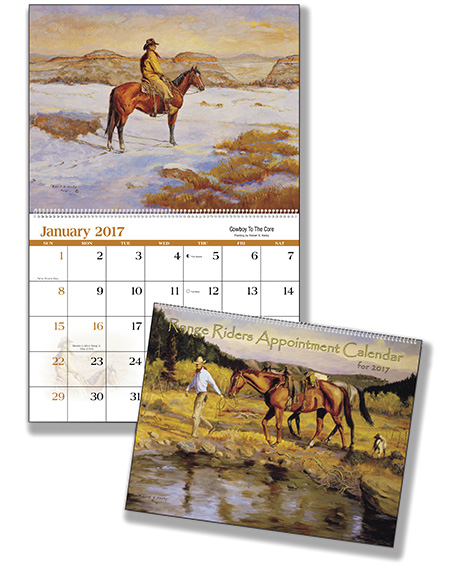 January 2017
Cowboy To The Core
SUN MON TUE WED THU FRI SAT
1 2 3 4 5 6 7
8 9 10 11 12 13 14
15 16
22 23
29 30 31
Range Riders Appointment Calendar
for 2017